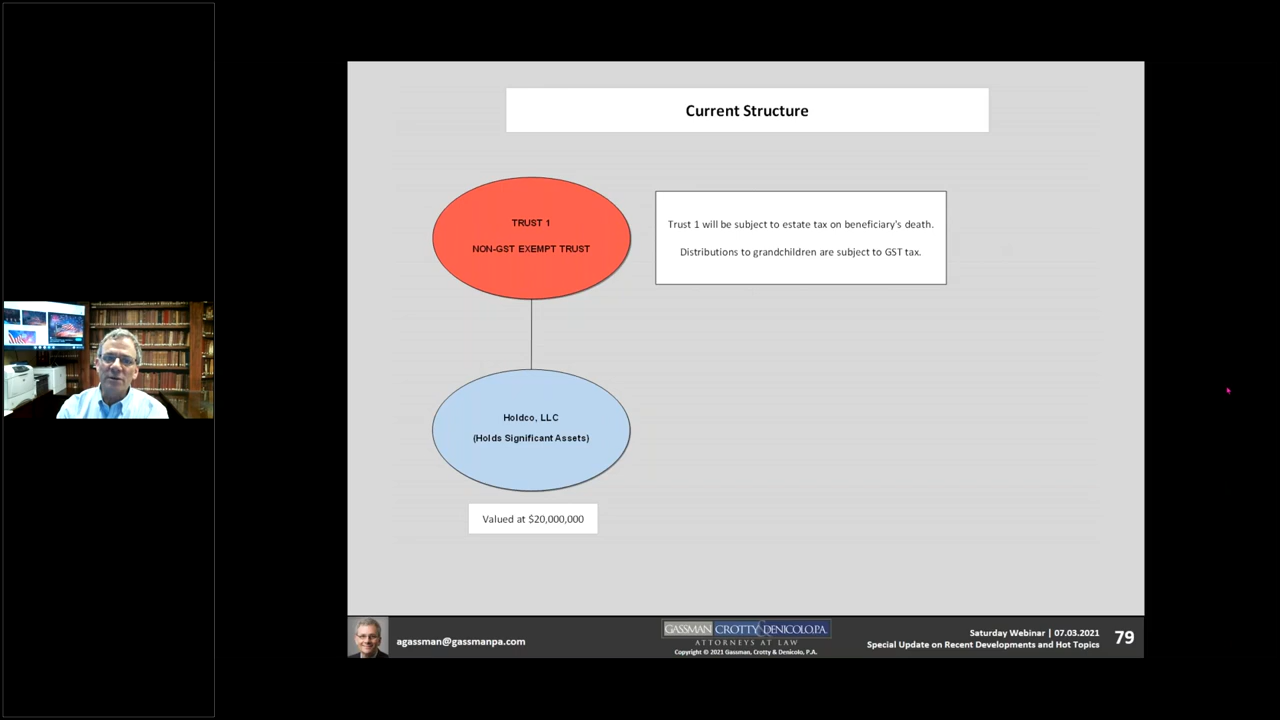 Current Structure
TRUST 1
NON-GST EXEMPT TRUST
Trust 1 will be subject to estate tax on beneficiary's death.
Distributions to grandchildren are subject to GST tax.
Holdco, LLC
(Holds Significant Assets)
Valued at $20,000,000
agassman@gassmanpa.com
GASSMAN CROTTY DENICOLO, P.A.
ATTORNEYS AT LAW
Copyright © 2021 Gassman, Crotty & Denicolo, P.A.
Saturday Webinar | 07.03.2021
Special Update on Recent Developments and Hot Topics
79